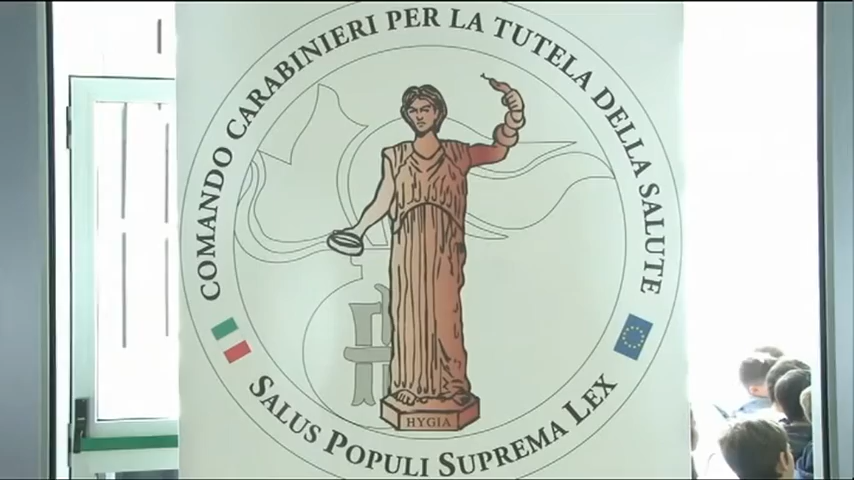 COMANDO CARABINIERI PER LA TUTELA DELLA SALUTE
HYGIA
SALUS POPULI SUPREMA LEX